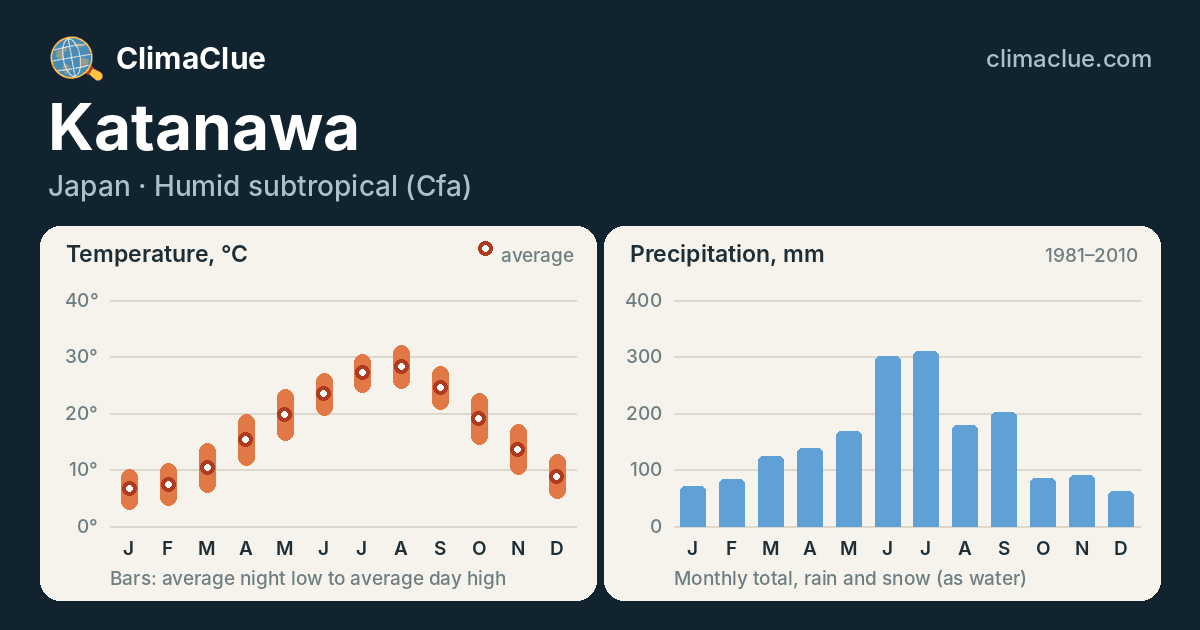 ClimaClue
climaclue.com
Katanawa
Japan · Humid subtropical (Cfa)
Temperature, °C
average
40°
30°
20°
10°
0°
J F M A M J J A S O N D
Bars: average night low to average day high
Precipitation, mm
1981–2010
400
300
200
100
0
J F M A M J J A S O N D
Monthly total, rain and snow (as water)